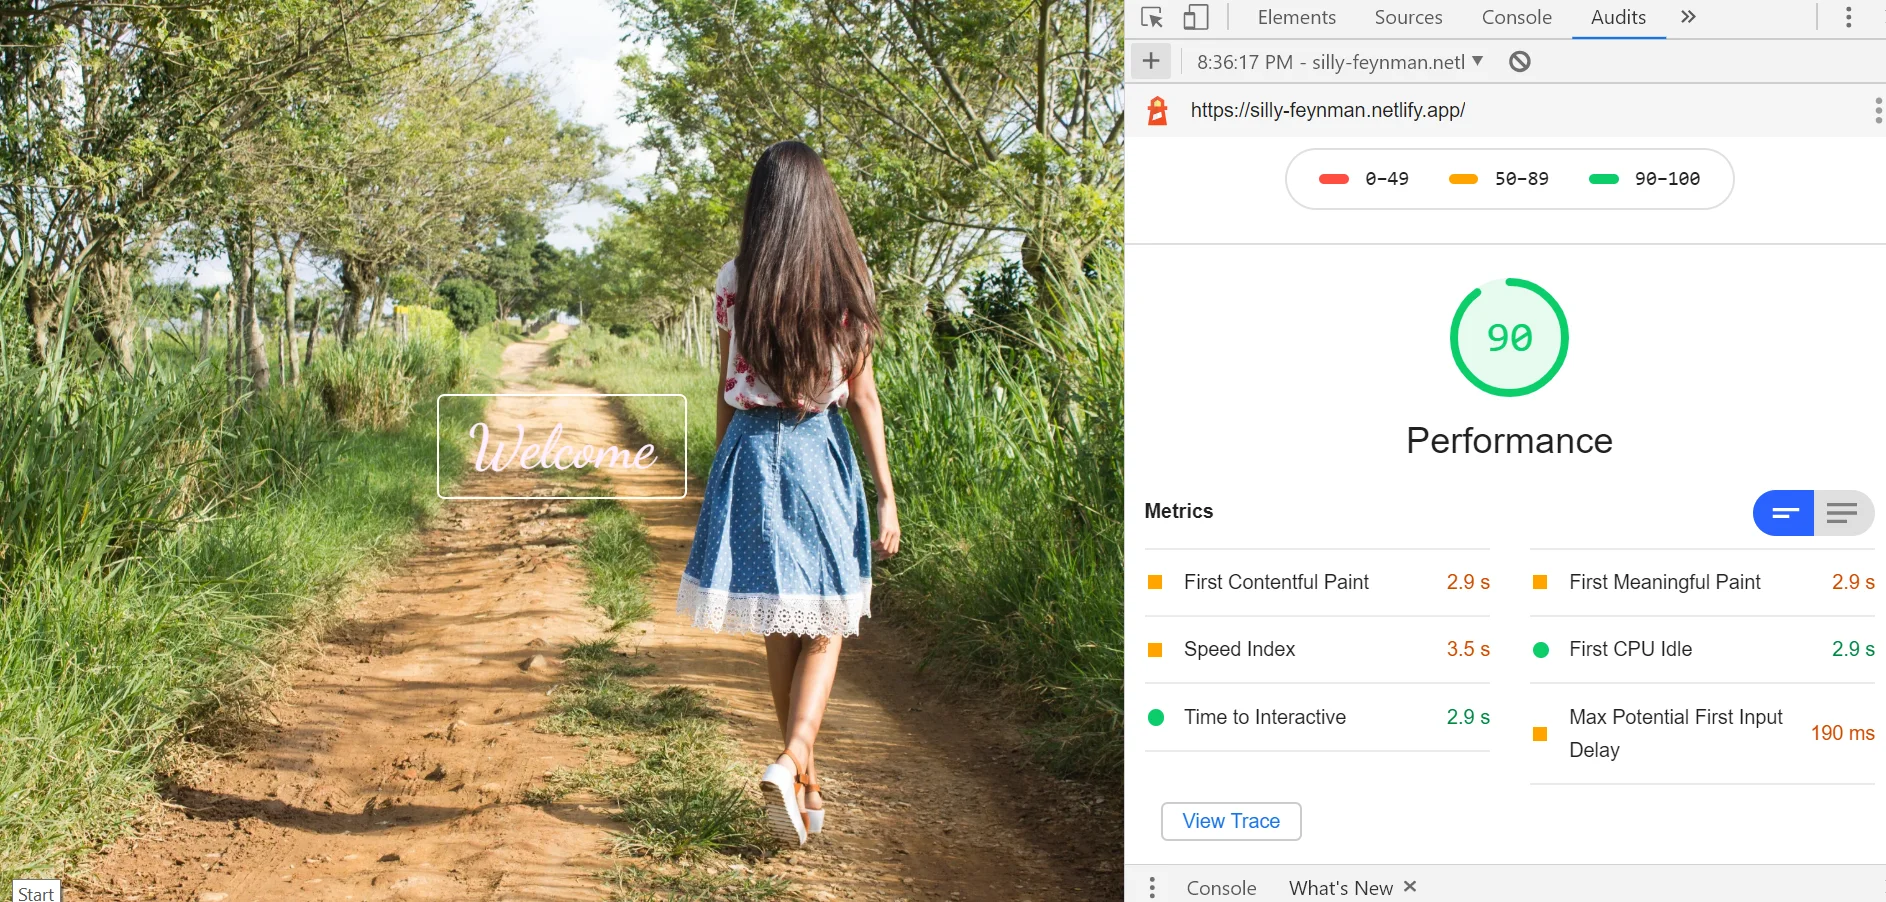 Welcome
Start
Elements Sources Console Audits »
8:36:17 PM - silly-feynman.netl
https://silly-feynman.netlify.app/
0–49 50–89 90–100
90
Performance
Metrics
First Contentful Paint 2.9 s
First Meaningful Paint 2.9 s
Speed Index 3.5 s
First CPU Idle 2.9 s
Time to Interactive 2.9 s
Max Potential First Input
Delay 190 ms
View Trace
Console What's New